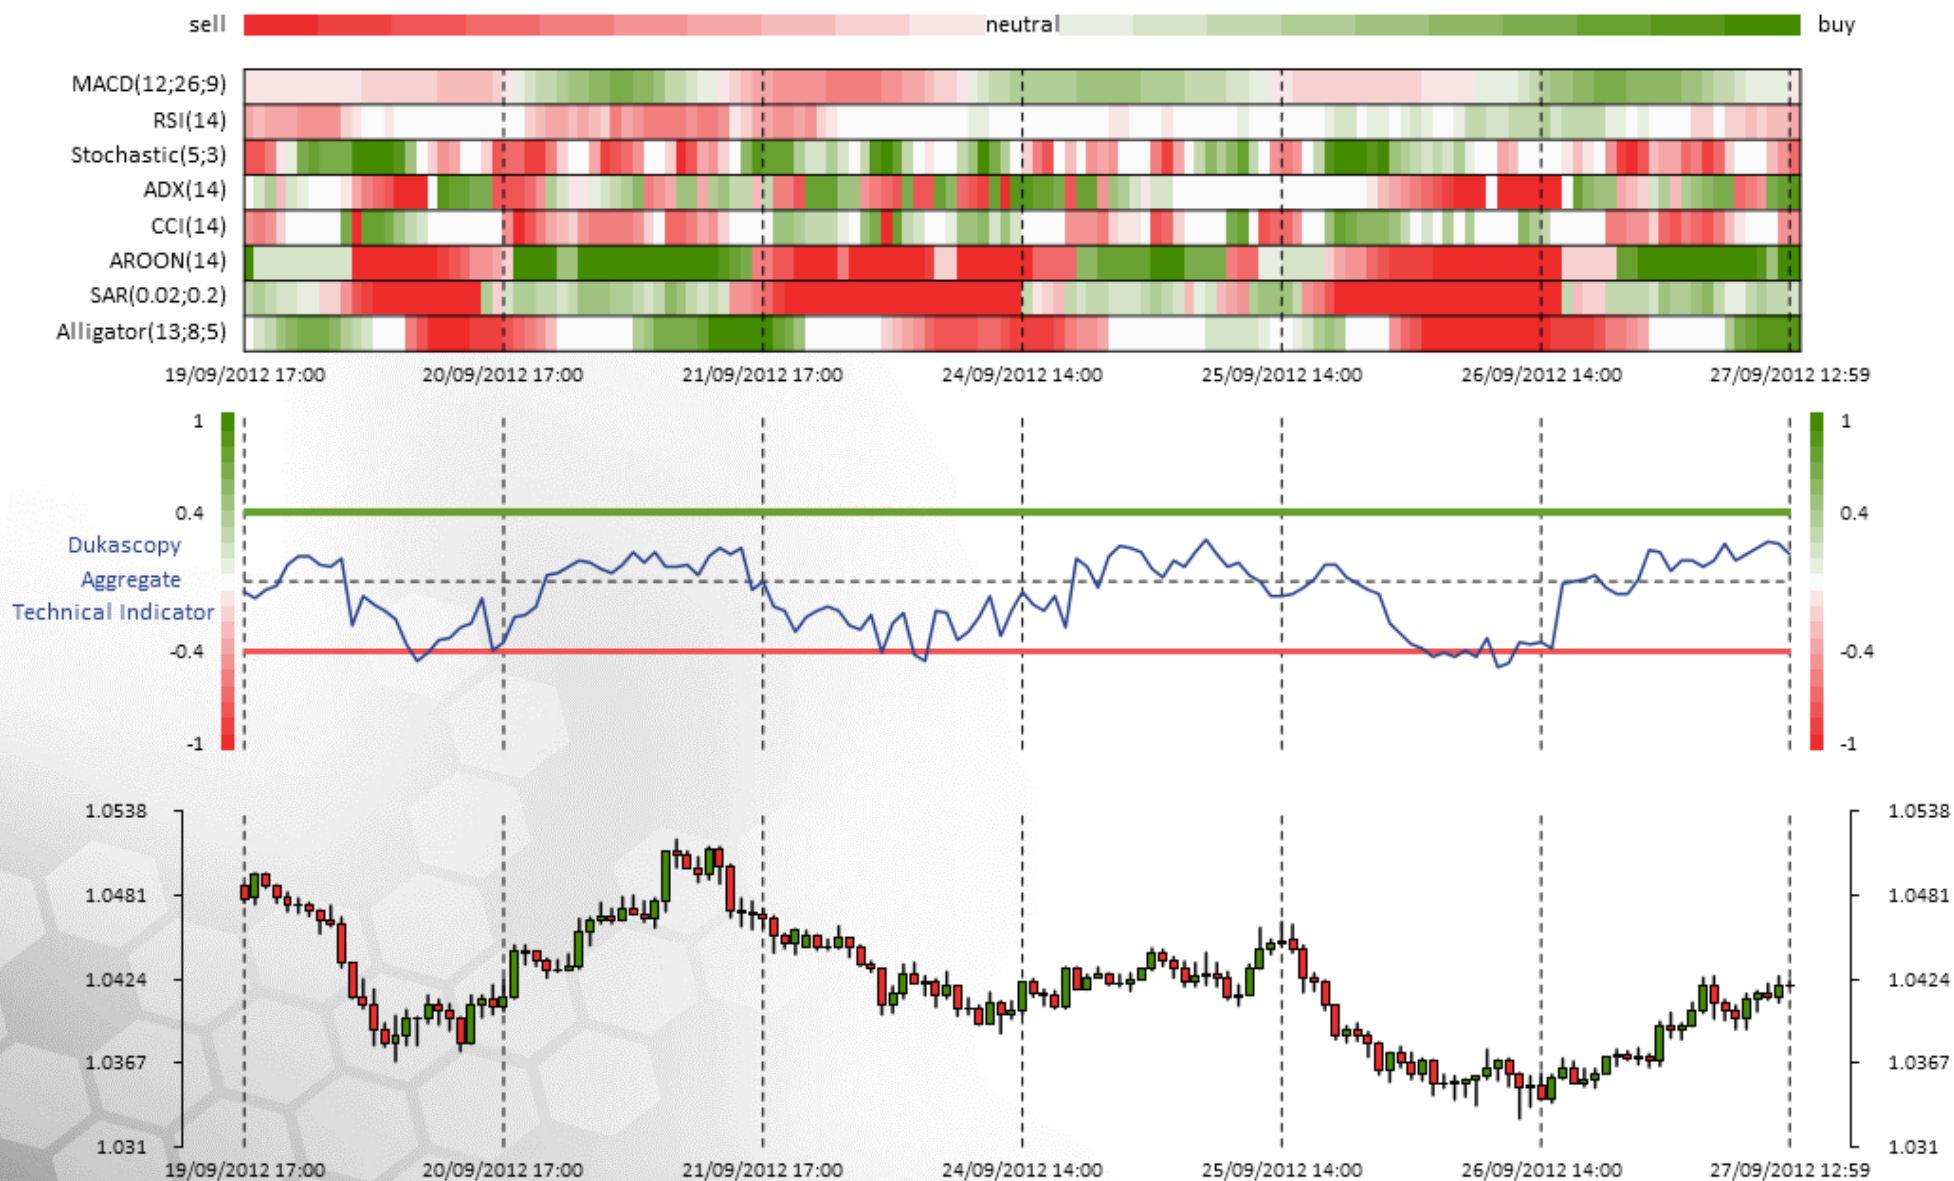 sell neutral buy
MACD(12;26;9)
RSI(14)
Stochastic(5;3)
ADX(14)
CCI(14)
AROON(14)
SAR(0.02;0.2)
Alligator(13;8;5)
19/09/2012 17:00 20/09/2012 17:00 21/09/2012 17:00 24/09/2012 14:00 25/09/2012 14:00 26/09/2012 14:00 27/09/2012 12:59
1 1
0.4 0.4
Dukascopy
Aggregate
Technical Indicator
-0.4 -0.4
-1 -1
1.0538 1.0538
1.0481 1.0481
1.0424 1.0424
1.0367 1.0367
1.031 1.031
19/09/2012 17:00 20/09/2012 17:00 21/09/2012 17:00 24/09/2012 14:00 25/09/2012 14:00 26/09/2012 14:00 27/09/2012 12:59